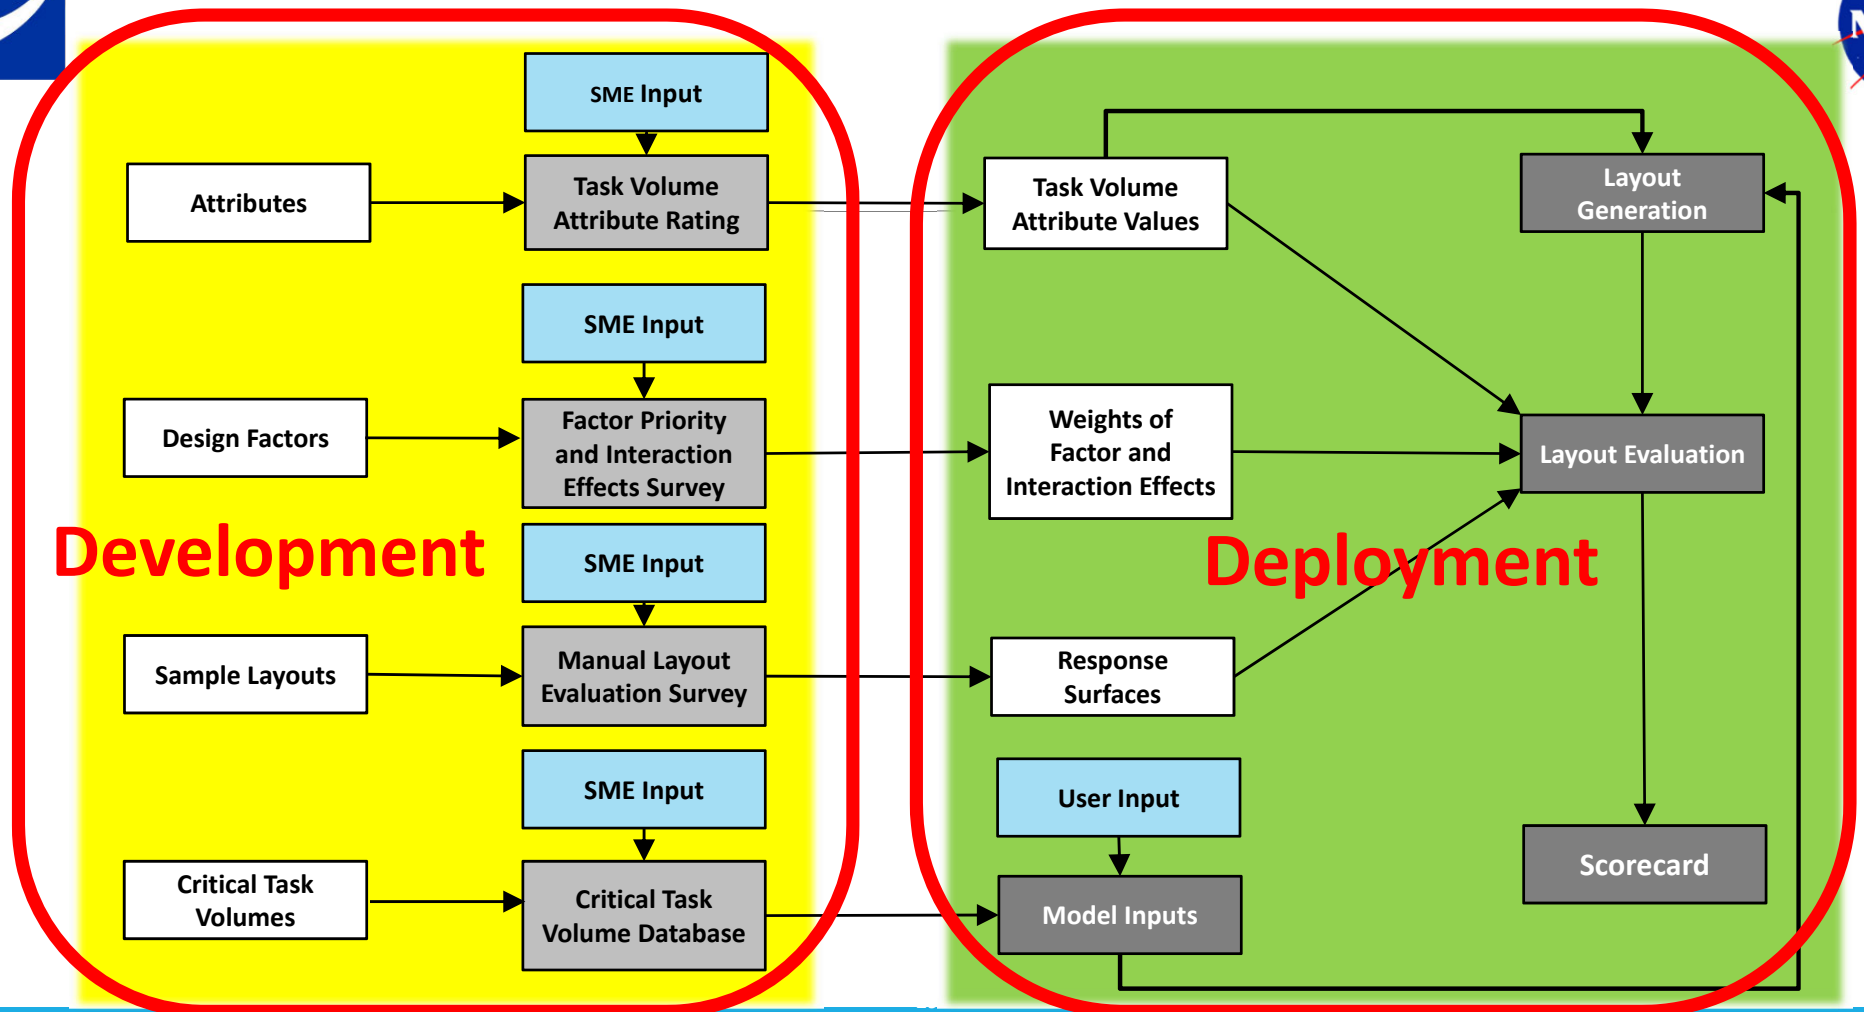 SME Input
Attributes
Task Volume
Attribute Rating
SME Input
Design Factors
Factor Priority
and Interaction
Effects Survey
Development
SME Input
Sample Layouts
Manual Layout
Evaluation Survey
SME Input
Critical Task
Volumes
Critical Task
Volume Database
Task Volume
Attribute Values
Layout
Generation
Weights of
Factor and
Interaction Effects
Layout Evaluation
Deployment
Response
Surfaces
User Input
Model Inputs
Scorecard